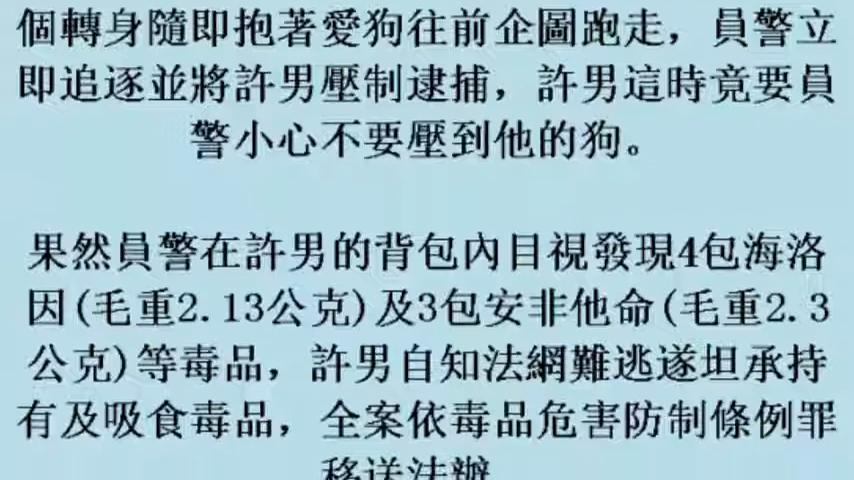 個轉身隨即抱著愛狗往前企圖跑走，員警立
即追逐並將許男壓制逮捕，許男這時竟要員
警小心不要壓到他的狗。
果然員警在許男的背包內目視發現4包海洛
因(毛重2.13公克)及3包安非他命(毛重2.3
公克)等毒品，許男自知法網難逃遂坦承持
有及吸食毒品，全案依毒品危害防制條例罪
移送法辦